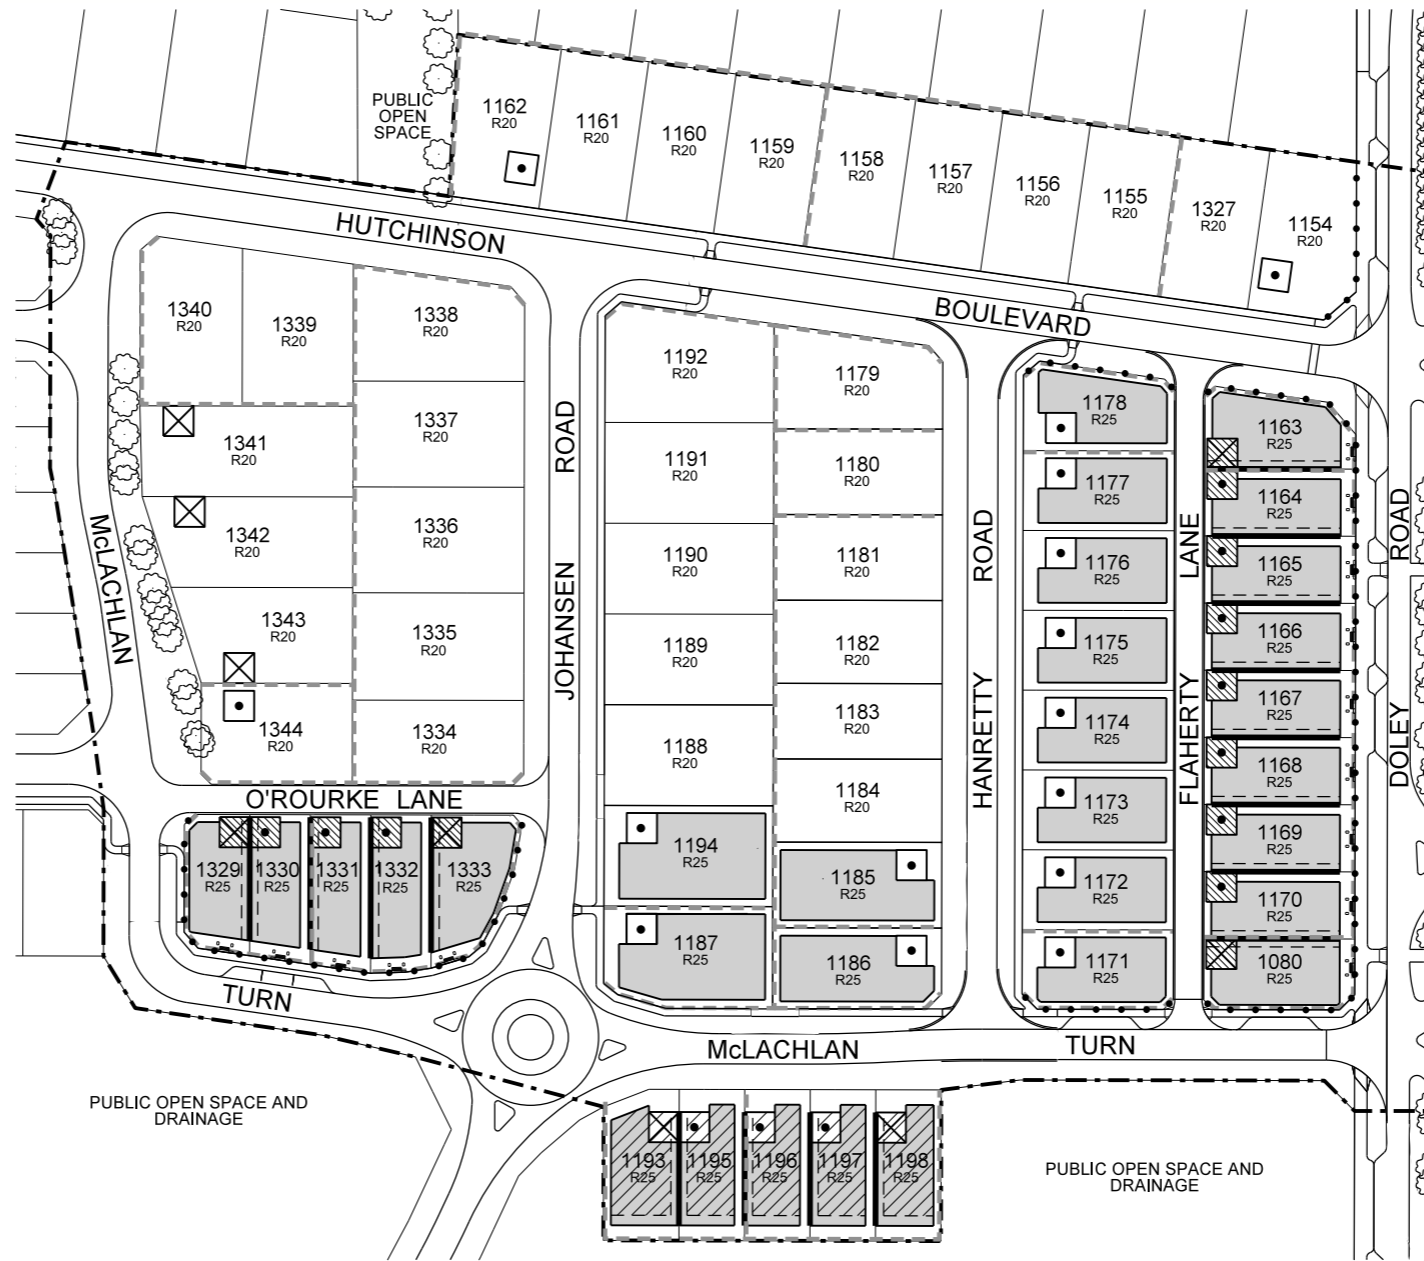 PUBLIC
OPEN
SPACE
1162
R20
1161
R20
1160
R20
1159
R20
1158
R20
1157
R20
1156
R20
1155
R20
1327
R20
1154
R20
HUTCHINSON
BOULEVARD
1340
R20
1339
R20
1338
R20
1341
R20
1337
R20
1342
R20
1336
R20
1343
R20
1335
R20
1344
R20
1334
R20
McLACHLAN
JOHANSEN ROAD
1192
R20
1179
R20
1191
R20
1180
R20
1190
R20
1181
R20
1189
R20
1182
R20
1188
R20
1183
R20
1184
R20
1194
R25
1185
R25
1187
R25
1186
R25
HANRETTY ROAD
1178
R25
1177
R25
1176
R25
1175
R25
1174
R25
1173
R25
1172
R25
1171
R25
FLAHERTY LANE
1163
R25
1164
R25
1165
R25
1166
R25
1167
R25
1168
R25
1169
R25
1170
R25
1080
R25
DOLEY ROAD
O'ROURKE LANE
1329
R25
1330
R25
1331
R25
1332
R25
1333
R25
TURN
McLACHLAN TURN
PUBLIC OPEN SPACE AND
DRAINAGE
1193
R25
1195
R25
1196
R25
1197
R25
1198
R25
PUBLIC OPEN SPACE AND
DRAINAGE